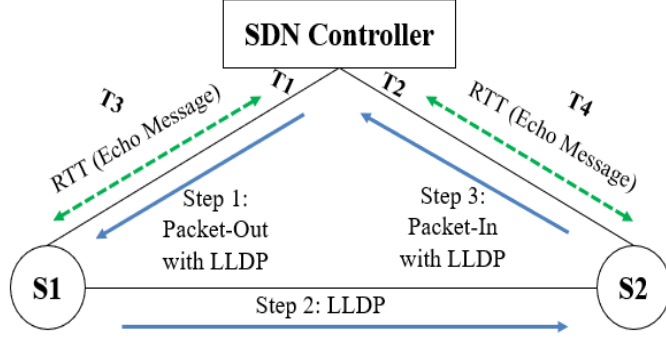 SDN Controller
T3
T1
T2
T4
RTT (Echo Message)
RTT (Echo Message)
Step 1:
Packet-Out
with LLDP
Step 3:
Packet-In
with LLDP
S1
S2
Step 2: LLDP